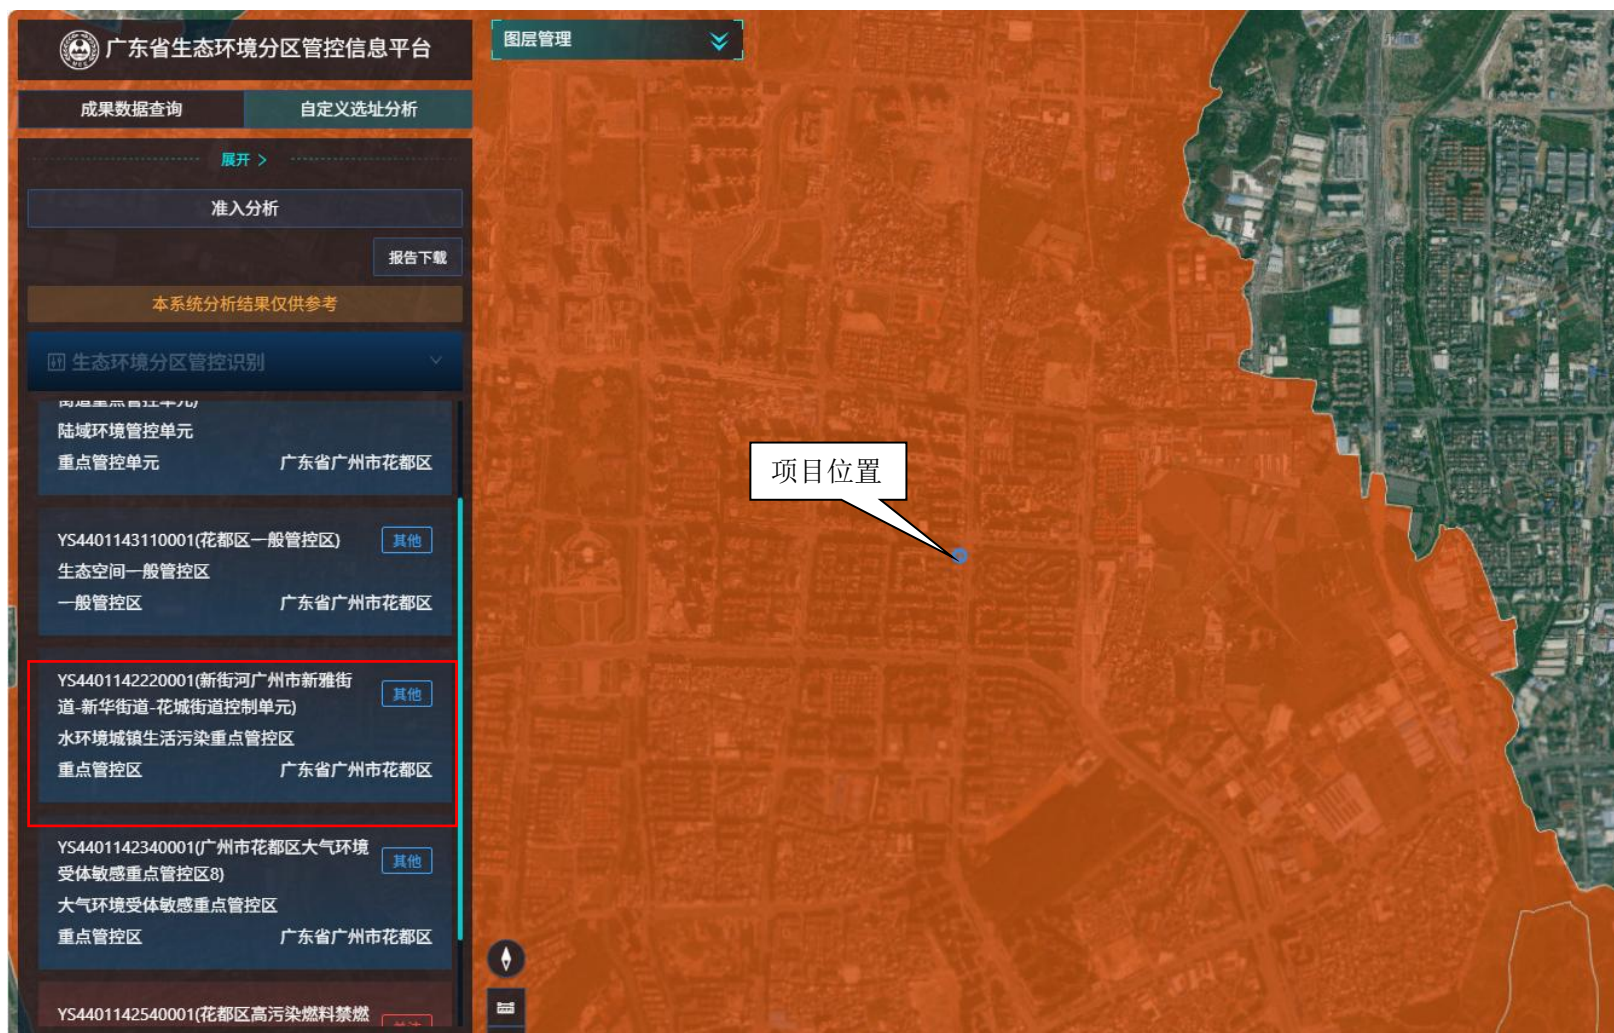 广东省生态环境分区管控信息平台
成果数据查询
自定义选址分析
展开 >
准入分析
报告下载
本系统分析结果仅供参考
生态环境分区管控识别
街道重点管控单元)
陆域环境管控单元
重点管控单元
广东省广州市花都区
YS4401143110001(花都区一般管控区)
其他
生态空间一般管控区
一般管控区
广东省广州市花都区
YS4401142220001(新街河广州市新雅街
道-新华街道-花城街道控制单元)
其他
水环境城镇生活污染重点管控区
重点管控区
广东省广州市花都区
YS4401142340001(广州市花都区大气环境
受体敏感重点管控区8)
其他
大气环境受体敏感重点管控区
重点管控区
广东省广州市花都区
YS4401142540001(花都区高污染燃料禁燃
图层管理
项目位置